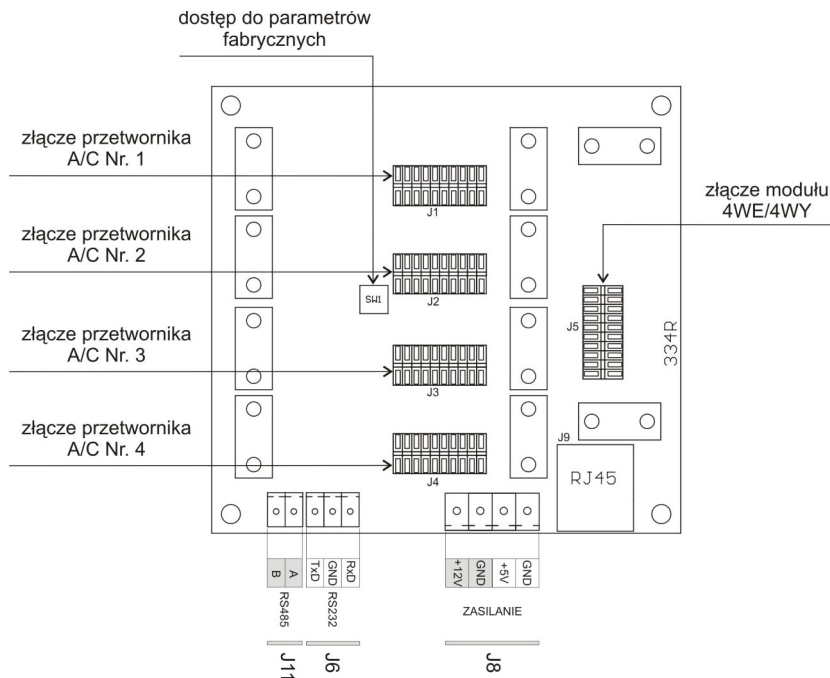 dostęp do parametrów
fabrycznych
złącze przetwornika
A/C Nr. 1
J1
złącze modułu
4WE/4WY
złącze przetwornika
A/C Nr. 2
SW1
J2
J5
334R
złącze przetwornika
A/C Nr. 3
J3
złącze przetwornika
A/C Nr. 4
J4
J9
RJ45
B
A
TxD
GND
RxD
+12V
GND
+5V
GND
RS485
RS232
ZASILANIE
J11
J6
J8